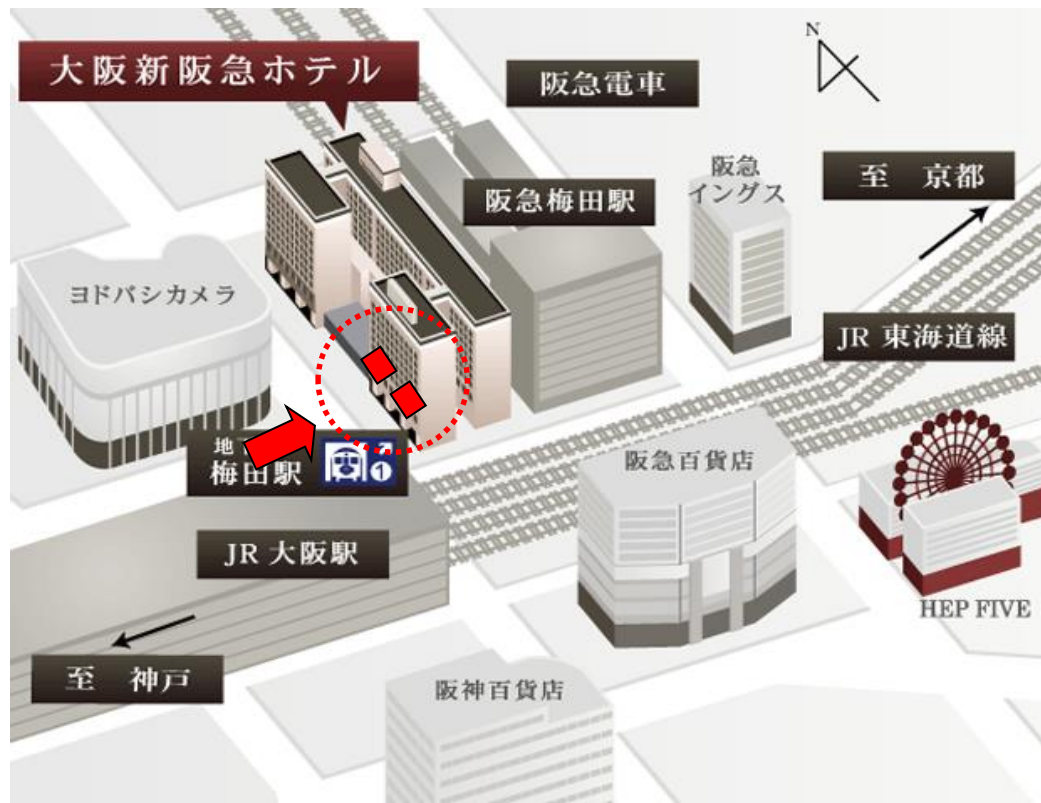 N
大阪新阪急ホテル
阪急電車
阪急
イングス
至 京都
阪急梅田駅
ヨドバシカメラ
JR 東海道線
地
梅田駅
1
阪急百貨店
JR 大阪駅
HEP FIVE
至 神戸
阪神百貨店